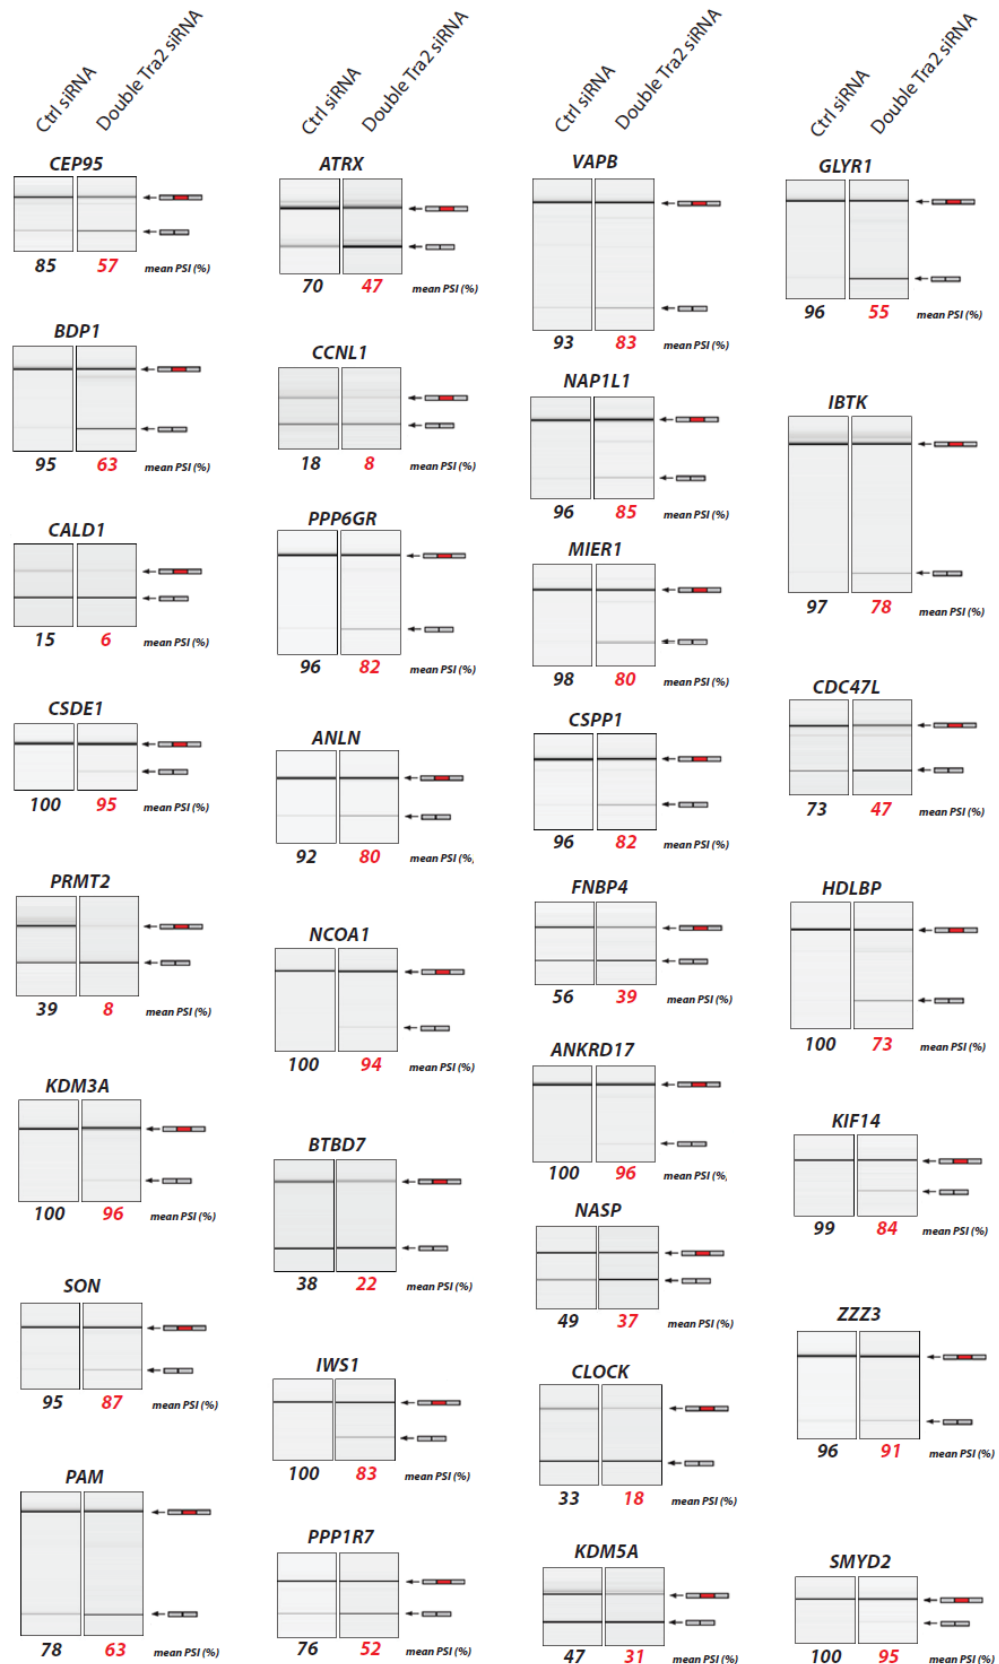 Ctrl siRNA
Double Tra2 siRNA
CEP95
85 57 mean PSI (%)
BDP1
95 63 mean PSI (%)
CALD1
15 6 mean PSI (%)
CSDE1
100 95 mean PSI (%)
PRMT2
39 8 mean PSI (%)
KDM3A
100 96 mean PSI (%)
SON
95 87 mean PSI (%)
PAM
78 63 mean PSI (%)
Ctrl siRNA
Double Tra2 siRNA
ATRX
70 47 mean PSI (%)
CCNL1
18 8 mean PSI (%)
PPP6GR
96 82 mean PSI (%)
ANLN
92 80 mean PSI (%,
NCOA1
100 94 mean PSI (%)
BTBD7
38 22 mean PSI (%)
IWS1
100 83 mean PSI (%)
PPP1R7
76 52 mean PSI (%)
Ctrl siRNA
Double Tra2 siRNA
VAPB
93 83 mean PSI (%)
NAP1L1
96 85 mean PSI (%)
MIER1
98 80 mean PSI (%)
CSPP1
96 82 mean PSI (%)
FNBP4
56 39 mean PSI (%)
ANKRD17
100 96 mean PSI (%,
NASP
49 37 mean PSI (%)
CLOCK
33 18 mean PSI (%)
KDM5A
47 31 mean PSI (%)
Ctrl siRNA
Double Tra2 siRNA
GLYR1
96 55 mean PSI (%)
IBTK
97 78 mean PSI (%)
CDC47L
73 47 mean PSI (%)
HDLBP
100 73 mean PSI (%)
KIF14
99 84 mean PSI (%)
ZZZ3
96 91 mean PSI (%)
SMYD2
100 95 mean PSI (%)